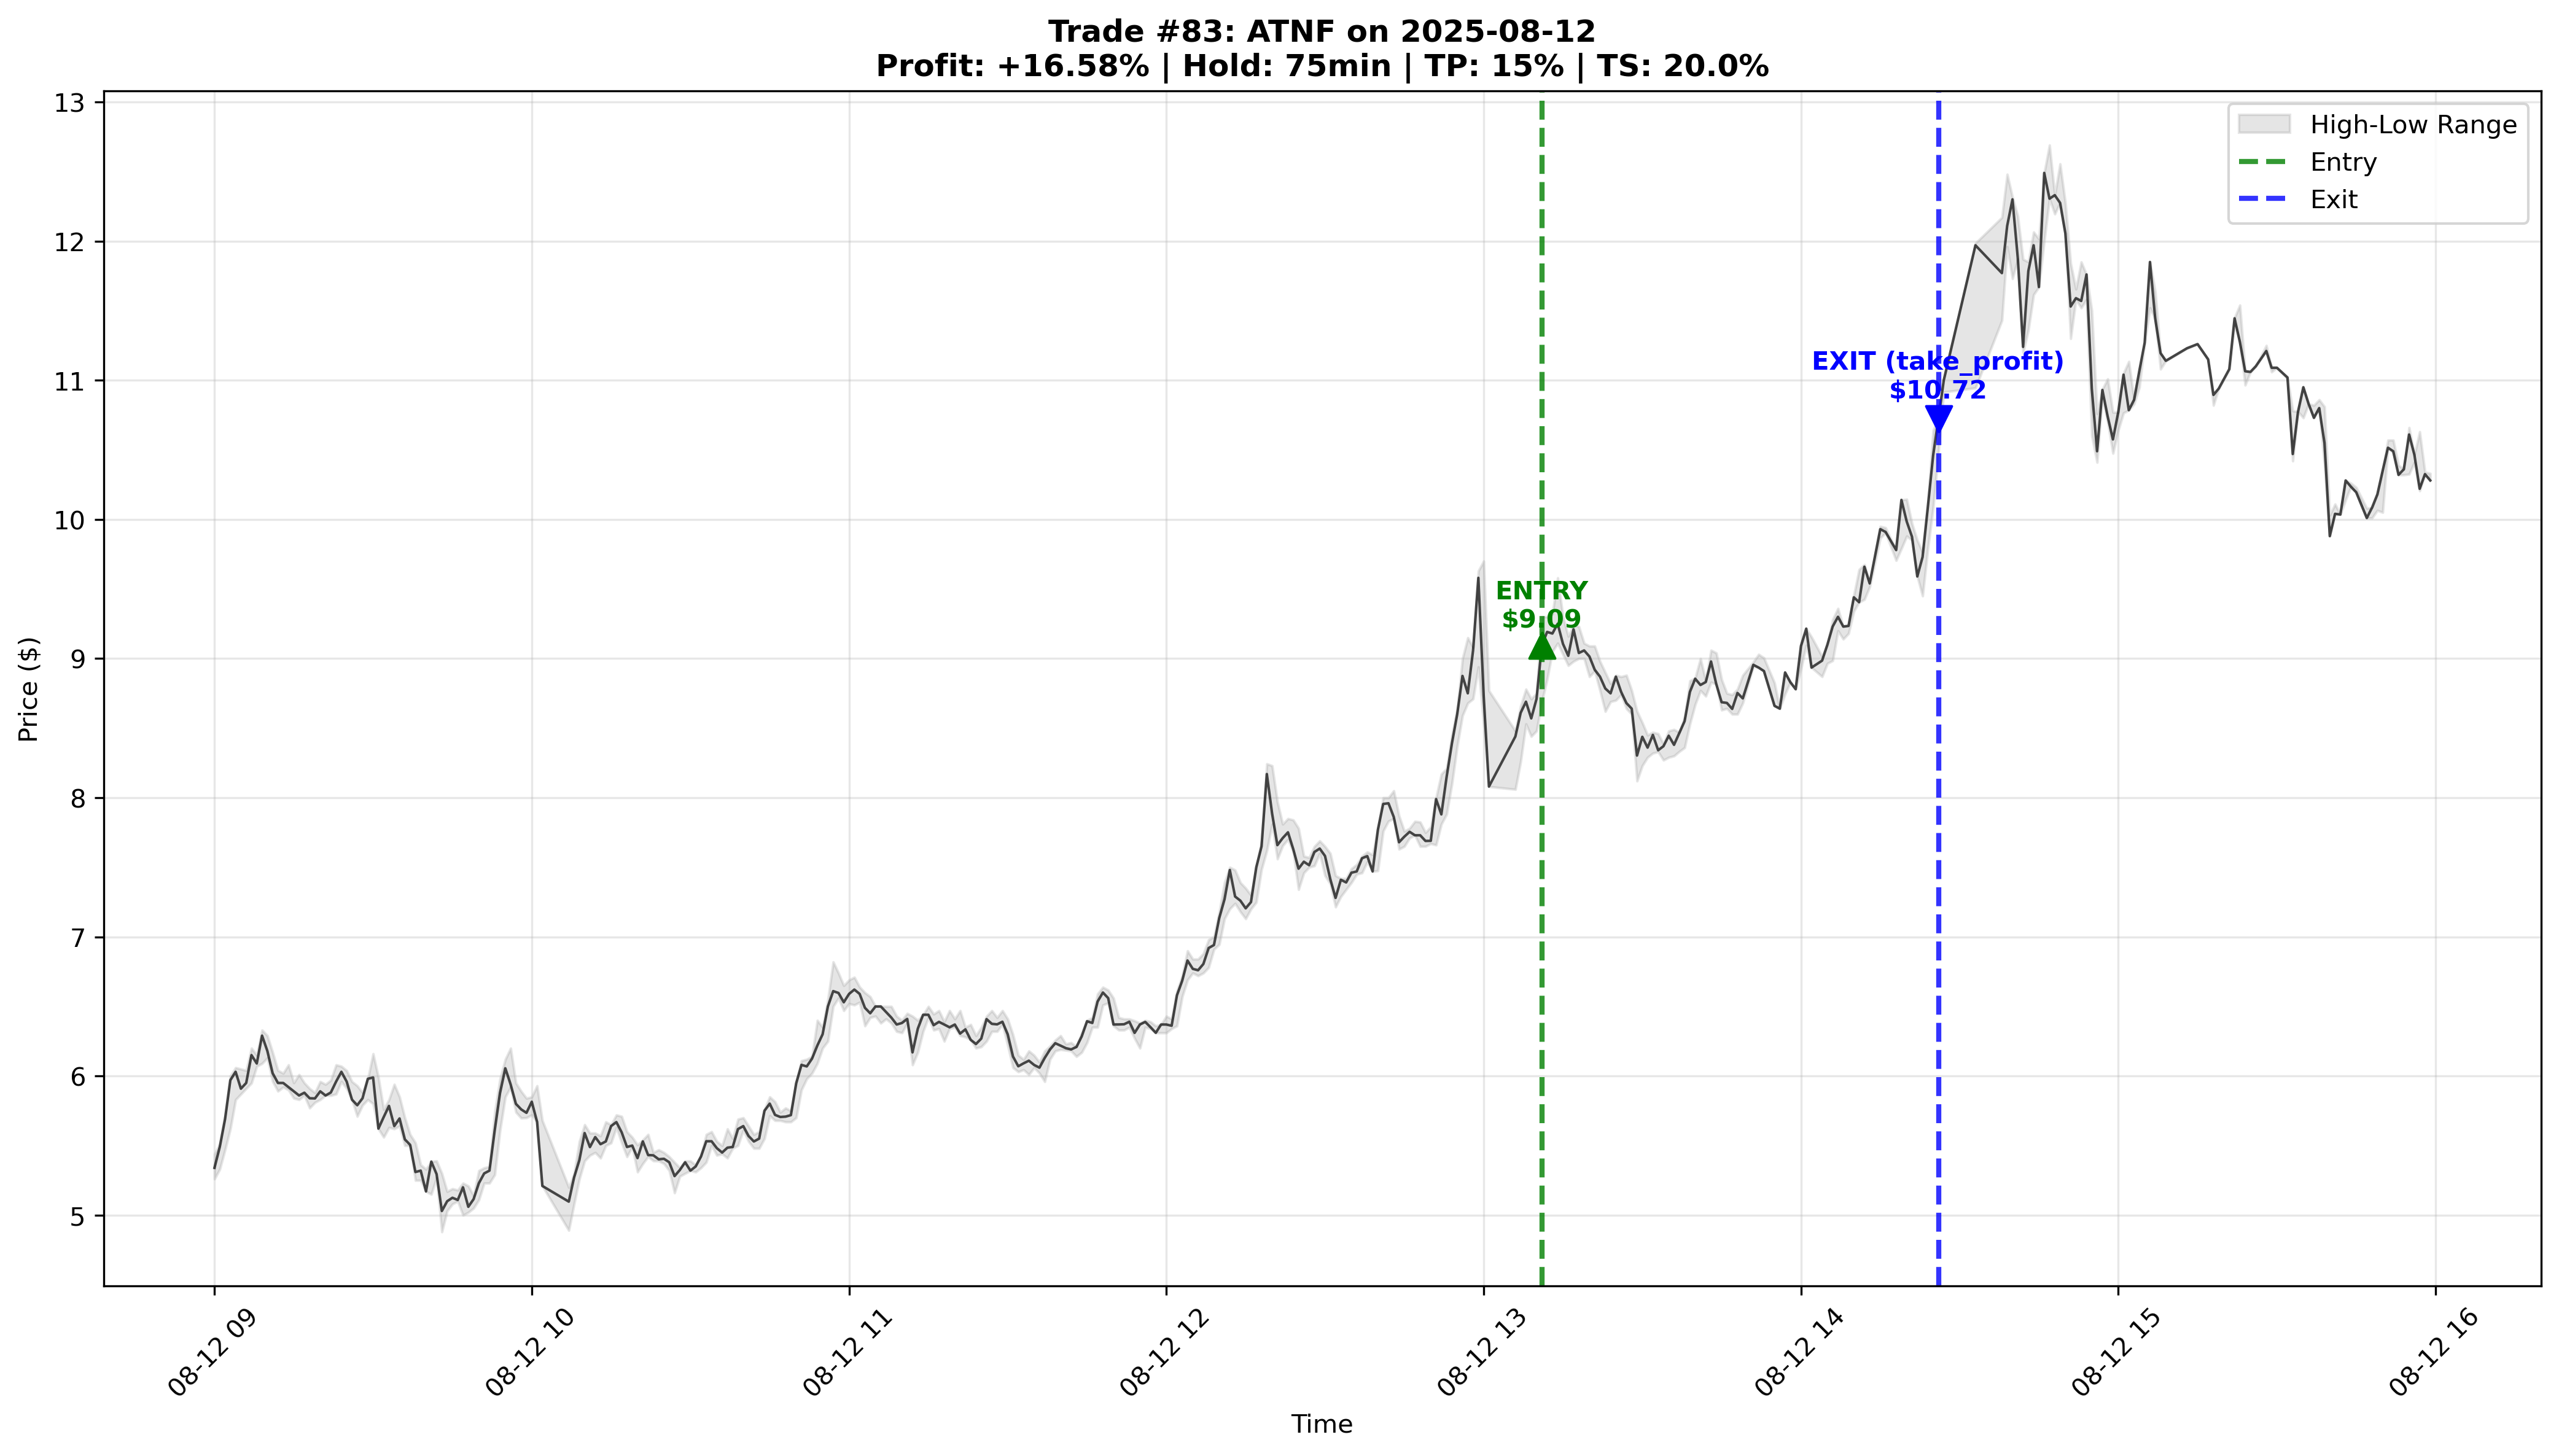 Trade #83: ATNF on 2025-08-12
Profit: +16.58% | Hold: 75min | TP: 15% | TS: 20.0%
13
12
11
10
9
8
7
6
5
Price ($)
High-Low Range
Entry
Exit
EXIT (take_profit)
$10.72
ENTRY
$9.09
08-12 09
08-12 10
08-12 11
08-12 12
08-12 13
08-12 14
08-12 15
08-12 16
Time